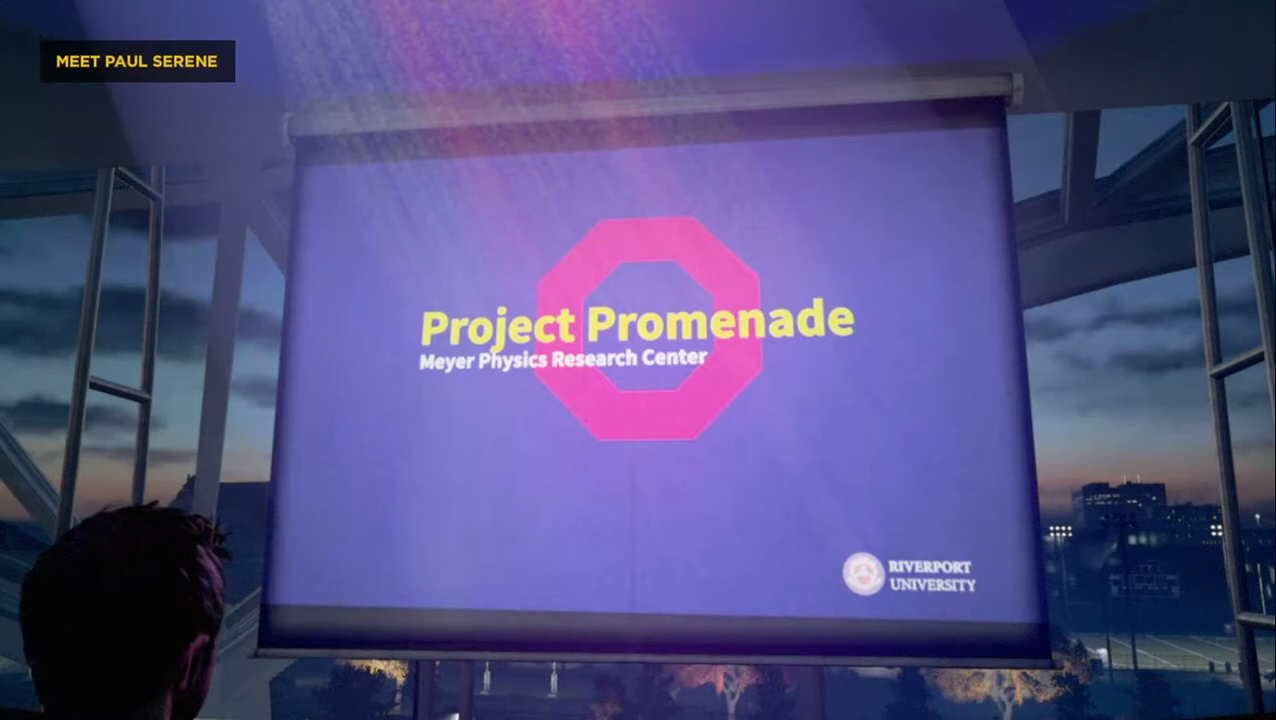 MEET PAUL SERENE
Project Promenade
Meyer Physics Research Center
RIVERPORT
UNIVERSITY